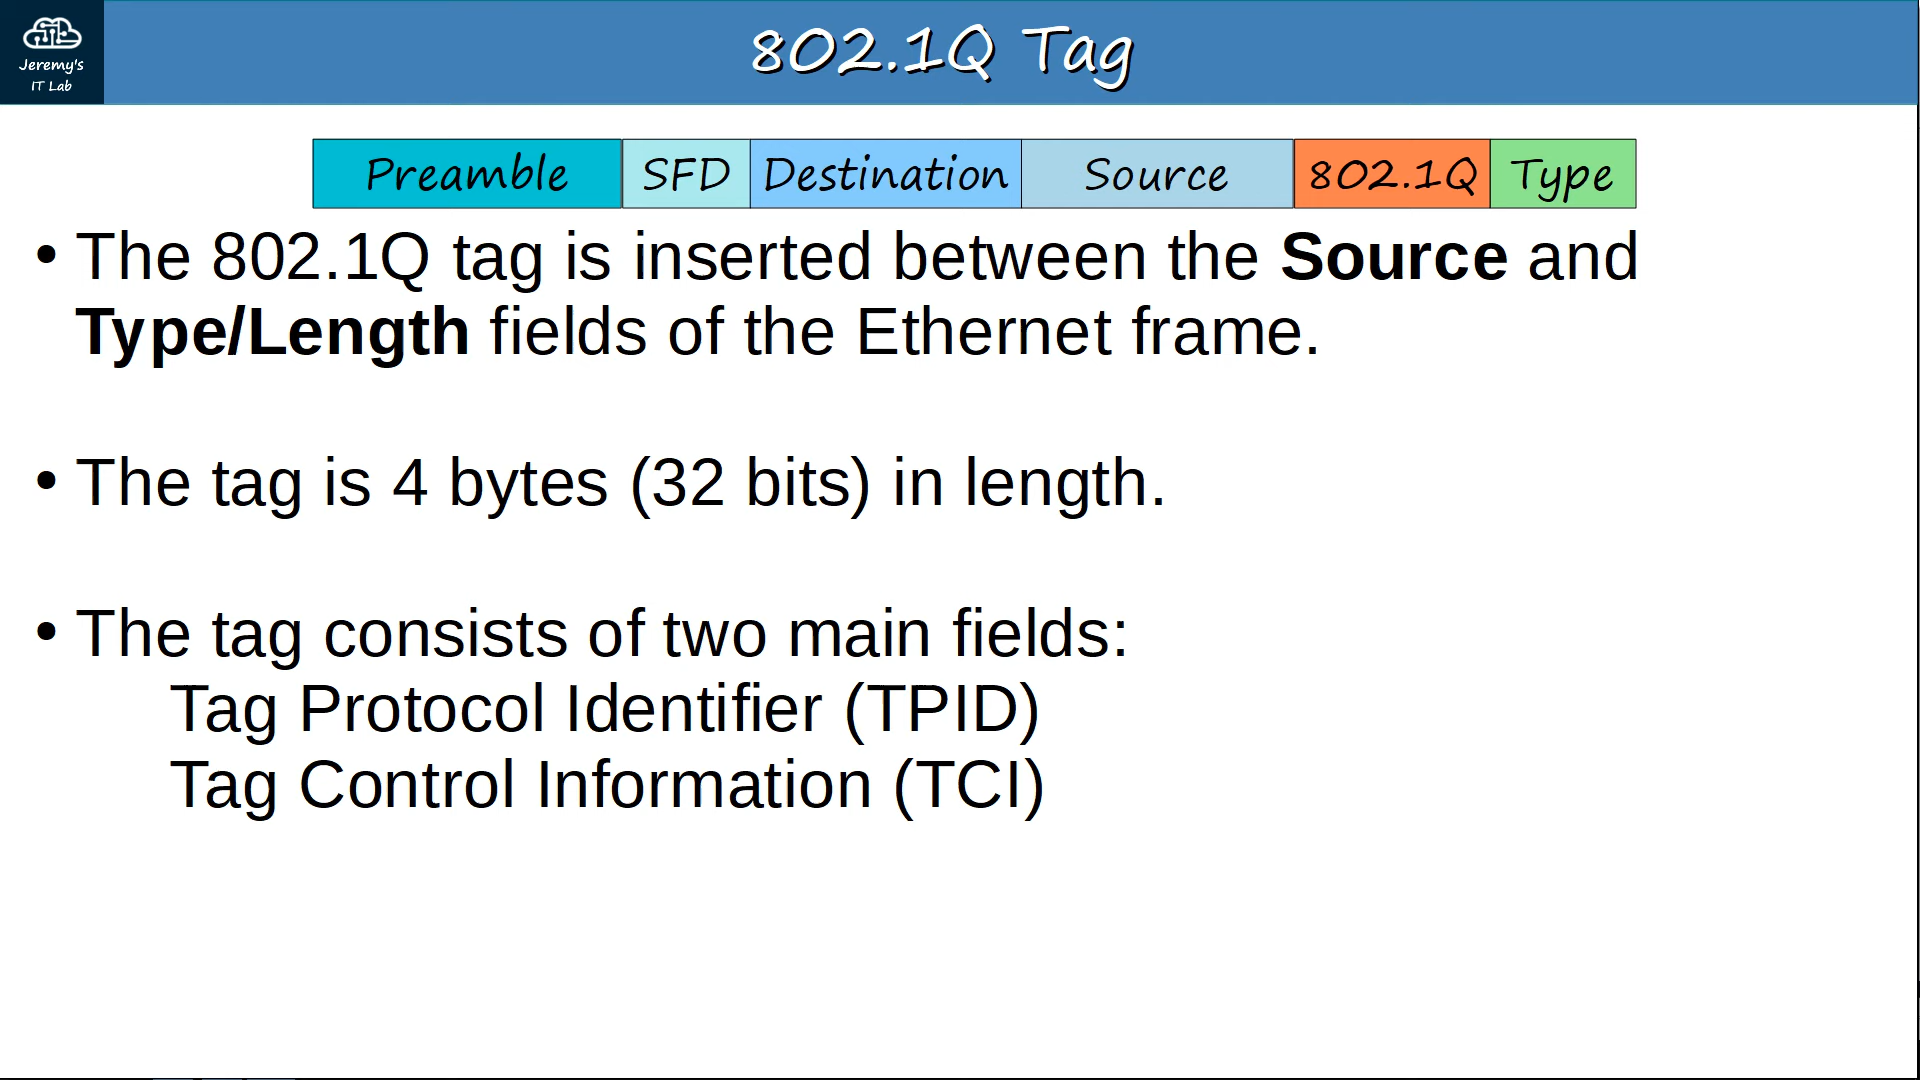 Jeremy's
IT Lab
802.1Q Tag
Preamble SFD Destination Source 802.1Q Type
• The 802.1Q tag is inserted between the Source and
Type/Length fields of the Ethernet frame.
• The tag is 4 bytes (32 bits) in length.
• The tag consists of two main fields:
Tag Protocol Identifier (TPID)
Tag Control Information (TCI)